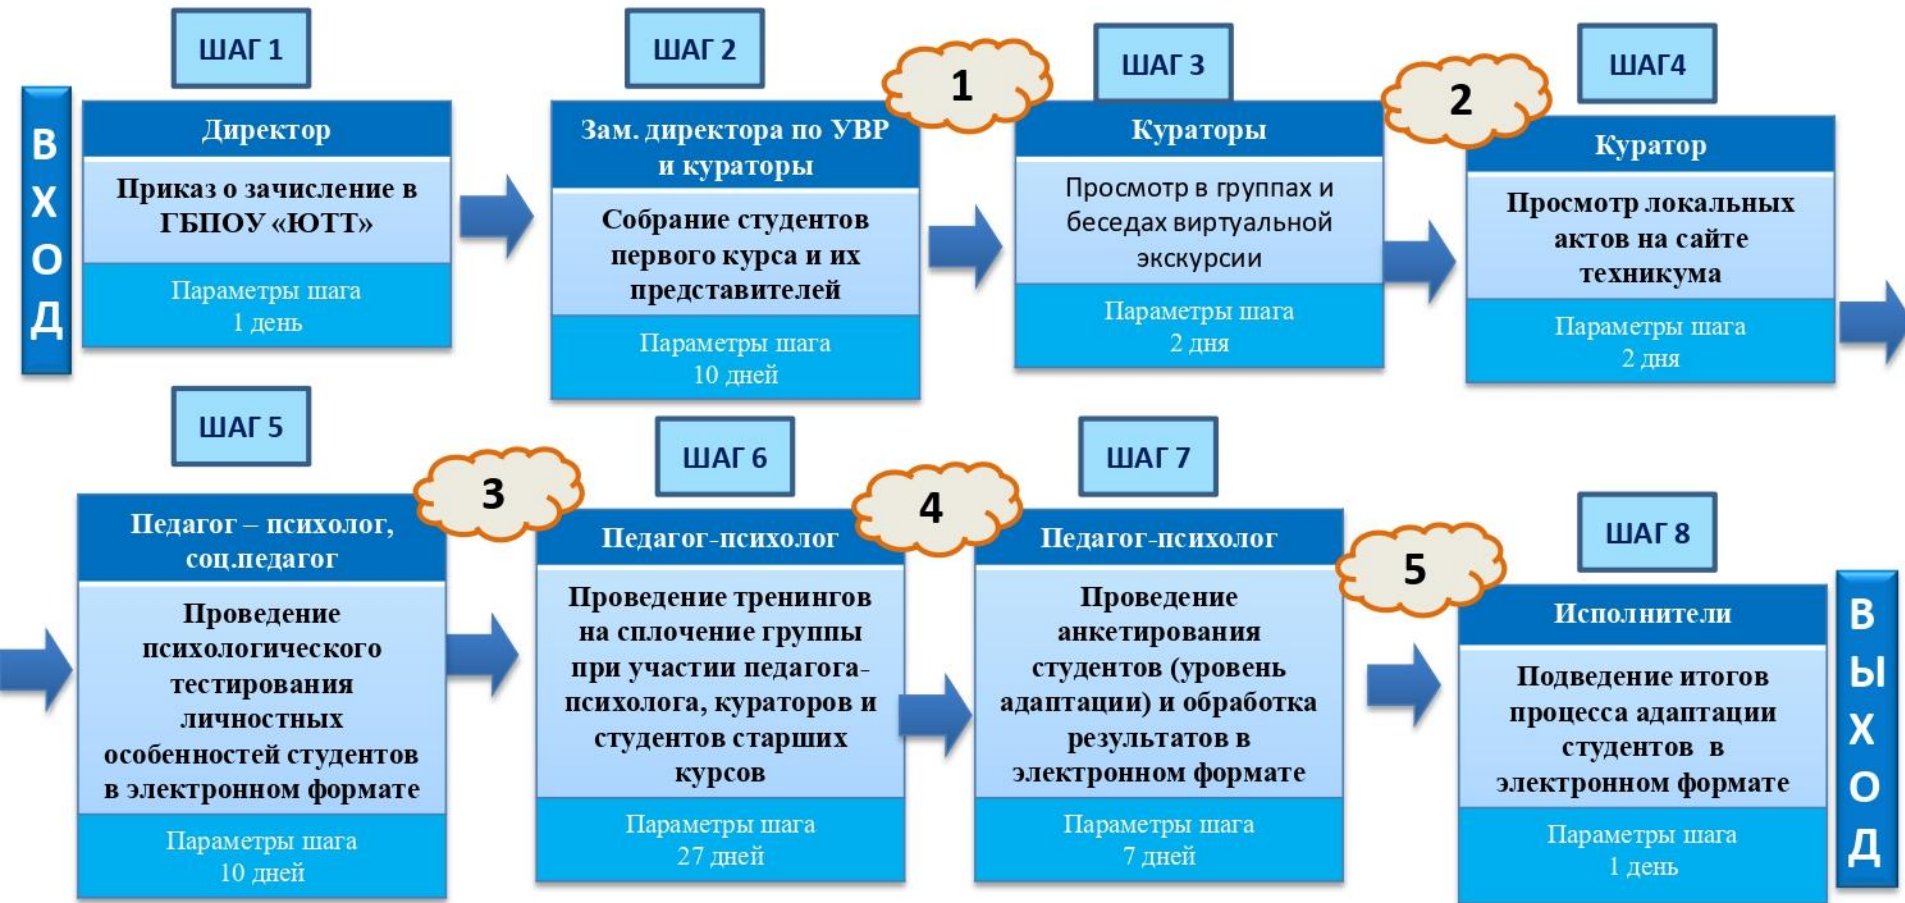 ВХОД
ШАГ 1
Директор
Приказ о зачисление в
ГБПОУ «ЮТТ»
Параметры шага
1 день
ШАГ 2
Зам. директора по УВР
и кураторы
Собрание студентов
первого курса и их
представителей
Параметры шага
10 дней
1
ШАГ 3
Кураторы
Просмотр в группах и
беседах виртуальной
экскурсии
Параметры шага
2 дня
2
ШАГ4
Куратор
Просмотр локальных
актов на сайте
техникума
Параметры шага
2 дня
ШАГ 5
Педагог – психолог,
соц.педагог
Проведение
психологического
тестирования
личностных
особенностей студентов
в электронном формате
Параметры шага
10 дней
3
ШАГ 6
Педагог-психолог
Проведение тренингов
на сплочение группы
при участии педагога-
психолога, кураторов и
студентов старших
курсов
Параметры шага
27 дней
4
ШАГ 7
Педагог-психолог
Проведение
анкетирования
студентов (уровень
адаптации) и обработка
результатов в
электронном формате
Параметры шага
7 дней
5
ШАГ 8
Исполнители
Подведение итогов
процесса адаптации
студентов в
электронном формате
Параметры шага
1 день
ВЫХОД